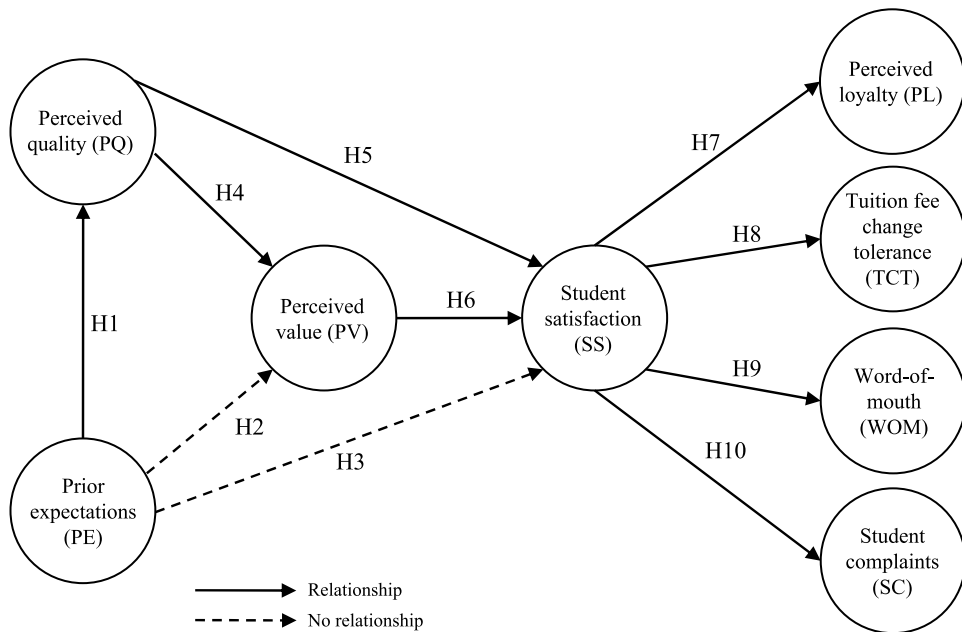 Perceived
quality (PQ)
H5
H4
H1
Perceived
value (PV)
H6
H2
H3
Prior
expectations
(PE)
Student
satisfaction
(SS)
H7
H8
H9
H10
Perceived
loyalty (PL)
Tuition fee
change
tolerance
(TCT)
Word-of-
mouth
(WOM)
Student
complaints
(SC)
Relationship
No relationship